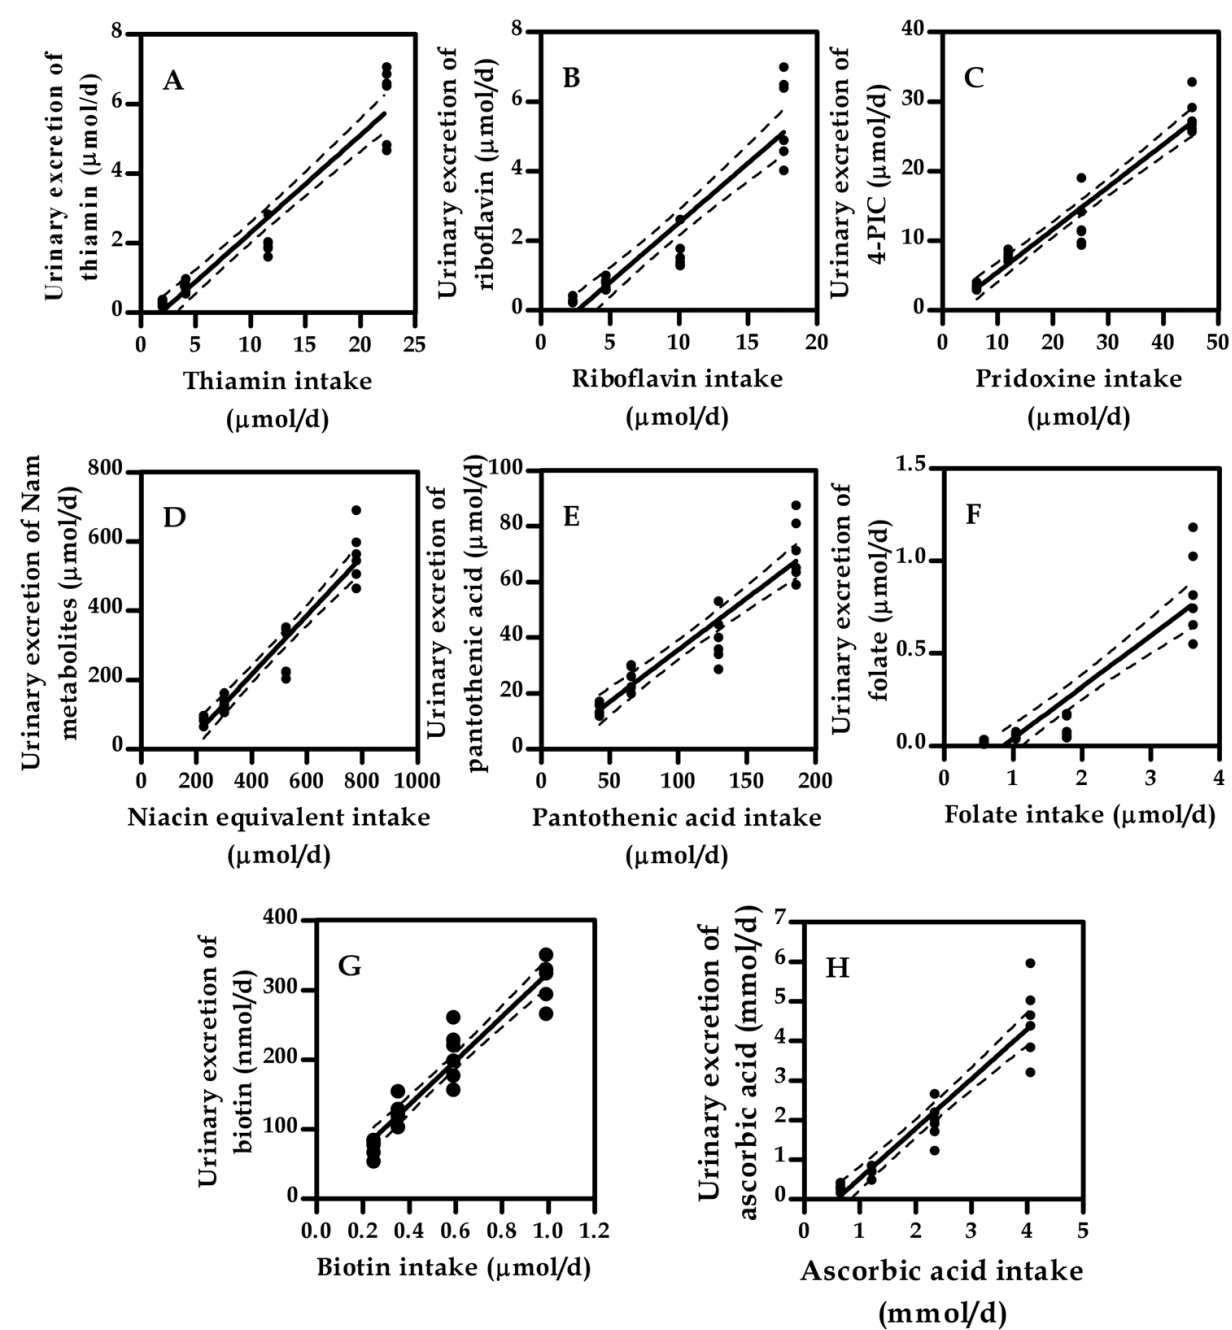 Urinary excretion of
thiamin (μmol/d)
8
6
4
2
0
A
0 5 10 15 20 25
Thiamin intake
(μmol/d)
Urinary excretion of
riboflavin (μmol/d)
8
6
4
2
0
B
0 5 10 15 20
Riboflavin intake
(μmol/d)
Urinary excretion of
4-PIC (μmol/d)
40
30
20
10
0
C
0 10 20 30 40 50
Pridoxine intake
(μmol/d)
Urinary excretion of Nam
metabolites (μmol/d)
800
600
400
200
0
D
0 200 400 600 800 1000
Niacin equivalent intake
(μmol/d)
Urinary excretion of
pantothenic acid (μmol/d)
100
80
60
40
20
0
E
0 50 100 150 200
Pantothenic acid intake
(μmol/d)
Urinary excretion of
folate (μmol/d)
1.5
1.0
0.5
0.0
F
0 1 2 3 4
Folate intake (μmol/d)
Urinary excretion of
biotin (nmol/d)
400
300
200
100
0
G
0.0 0.2 0.4 0.6 0.8 1.0 1.2
Biotin intake (μmol/d)
Urinary excretion of
ascorbic acid (mmol/d)
7
6
5
4
3
2
1
0
H
0 1 2 3 4 5
Ascorbic acid intake
(mmol/d)